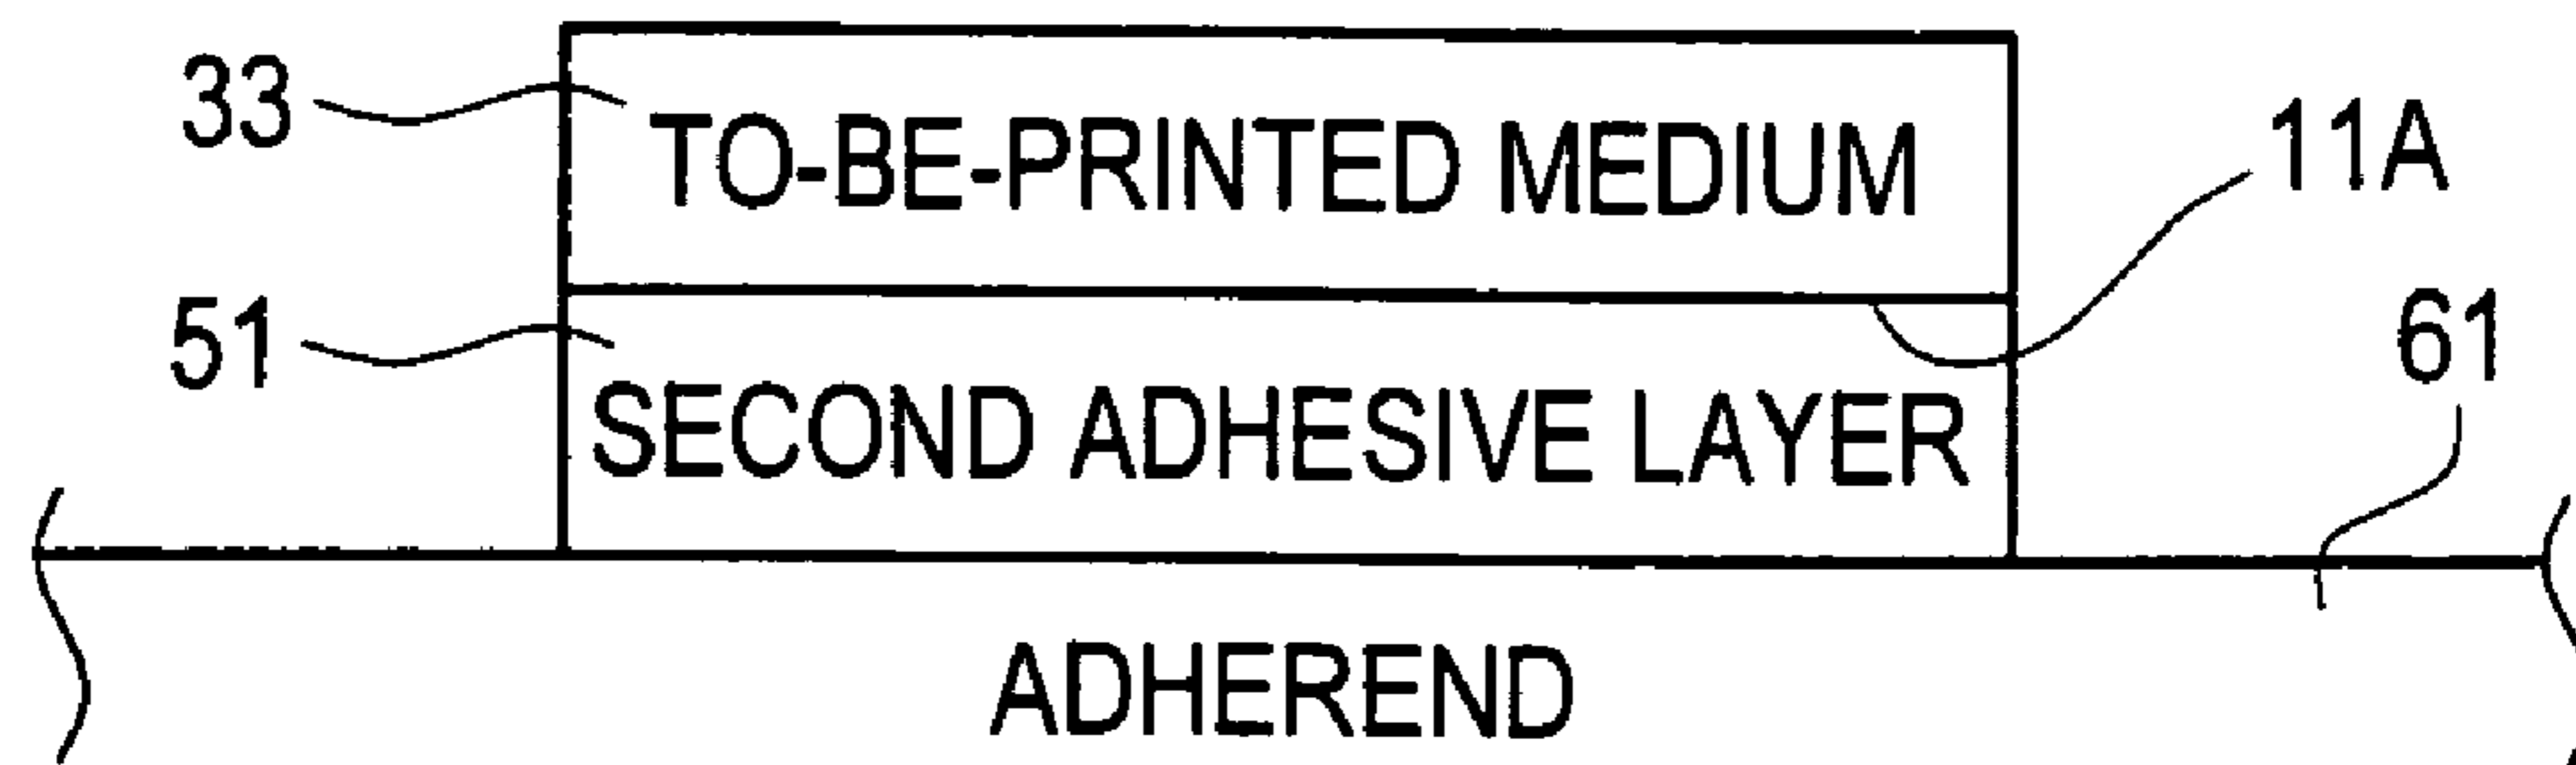 33
TO-BE-PRINTED MEDIUM
11A
51
SECOND ADHESIVE LAYER
61
ADHEREND